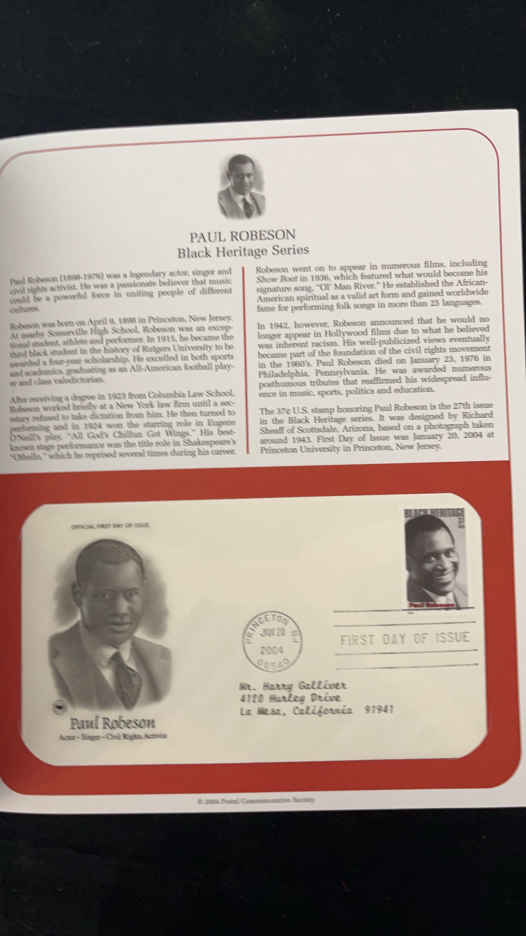 PAUL ROBESON
Black Heritage Series
Paul Robeson (1898-1976) was a legendary actor, singer and
civil rights activist. He was a passionate believer that music
could be a powerful force in uniting people of different
cultures.
Robeson was born on April 9, 1898 in Princeton, New Jersey.
At nearby Somerville High School, Robeson was an excep-
tional student, athlete and performer. In 1915, he became the
third black student in the history of Rutgers University to be
awarded a four-year scholarship. He excelled in both sports
and academics, graduating as an All-American football play-
er and class valedictorian.
After receiving a degree in 1923 from Columbia Law School,
Robeson worked briefly at a New York law firm until a sec-
retary refused to take dictation from him. He then turned to
performing and in 1924 won the starring role in Eugene
O'Neill's play, "All God's Chillun Got Wings." His best-
known stage performance was the title role in Shakespeare's
"Othello," which he reprised several times during his career.
Robeson went on to appear in numerous films, including
Show Boat in 1936, which featured what would become his
signature song, "Ol' Man River." He established the African-
American spiritual as a valid art form and gained worldwide
fame for performing folk songs in more than 25 languages.
In 1942, however, Robeson announced that he would no
longer appear in Hollywood films due to what he believed
was inherent racism. His well-publicized views eventually
became part of the foundation of the civil rights movement
in the 1960's. Paul Robeson died on January 23, 1976 in
Philadelphia, Pennsylvania. He was awarded numerous
posthumous tributes that reaffirmed his widespread influ-
ence in music, sports, politics and education.
The 37¢ U.S. stamp honoring Paul Robeson is the 27th issue
in the Black Heritage series. It was designed by Richard
Sheaff of Scottsdale, Arizona, based on a photograph taken
around 1943. First Day of Issue was January 20, 2004 at
Princeton University in Princeton, New Jersey.
OFFICIAL FIRST DAY OF ISSUE
BLACK HERITAGE
Paul Robeson
PRINCETON NJ
JAN 20
2004
08540
FIRST DAY OF ISSUE
Mr. Harry Galliver
4120 Hurley Drive
La Mesa, California 91941
Paul Robeson
Actor - Singer - Civil Rights Activist
© 2004 Postal Commemorative Society